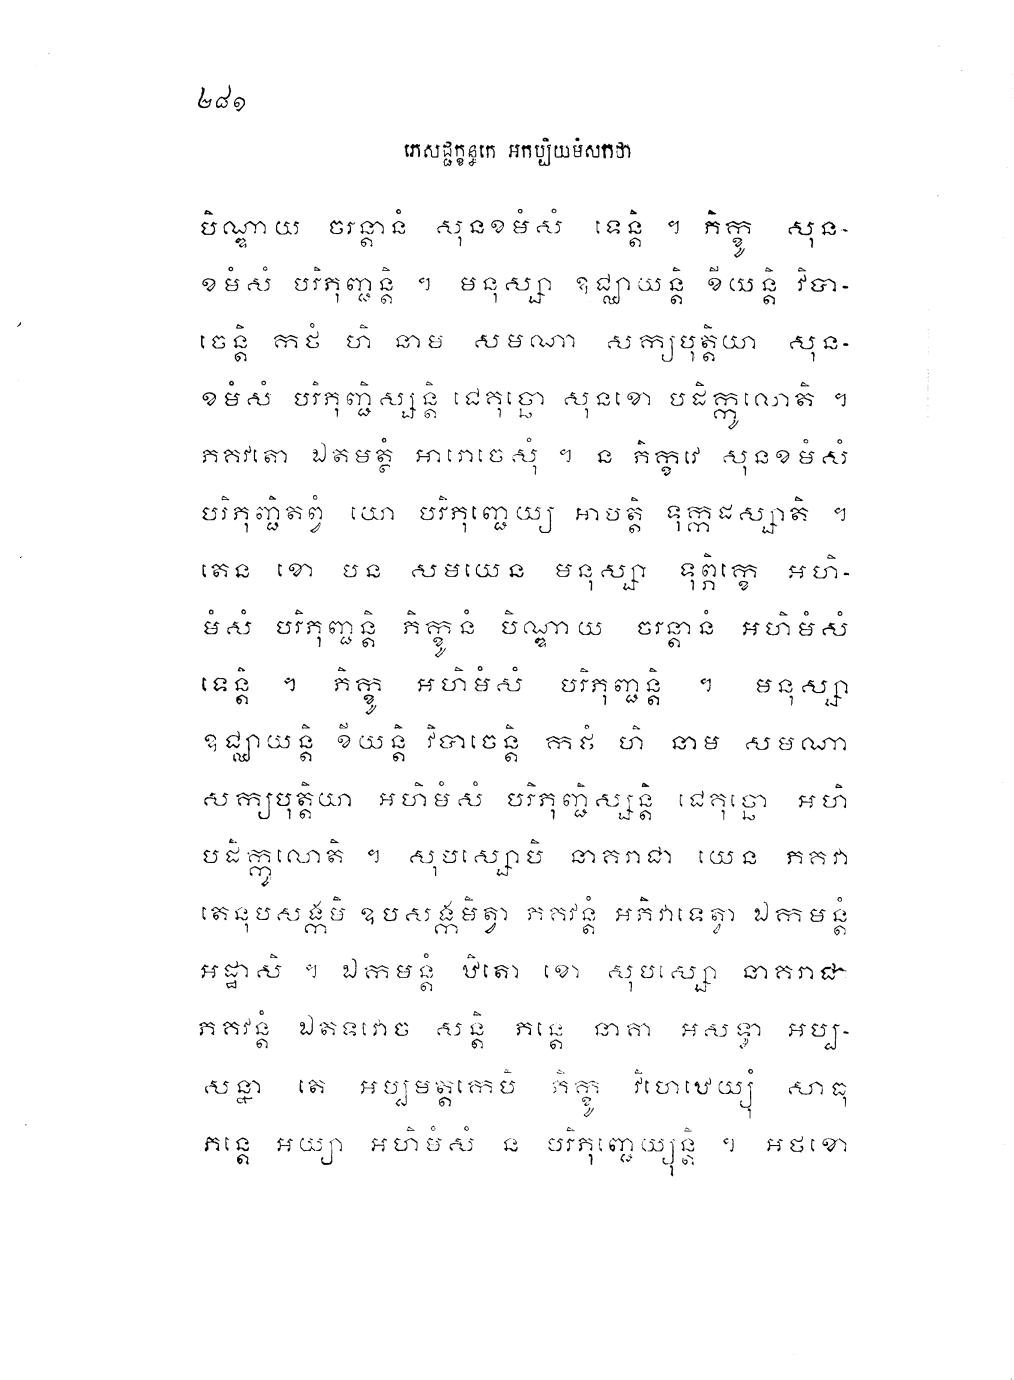 ២៨១
ភេសជ្ជក្ខន្ធកេ អកប្បិយមំសកថា
បិណ្ឌាយ ចរន្តានំ សុនខមំសំ ទេន្តិ ។ ភិក្ខូ សុន-
ខមំសំ បរិភុញ្ជន្តិ ។ មនុស្សា ឧជ្ឈាយន្តិ ខីយន្តិ វិបា-
ចេន្តិ កថំ ហិ នាម សមណា សក្យបុត្តិយា សុន-
ខមំសំ បរិភុញ្ជិស្សន្តិ ជេគុច្ឆោ សុនខោ បដិក្កូលោតិ ។
ភគវតោ ឯតមត្ថំ អារោចេសុំ ។ ន ភិក្ខវេ សុនខមំសំ
បរិភុញ្ជិតព្វំ យោ បរិភុញ្ជេយ្យ អាបត្តិ ទុក្កដស្សាតិ ។
តេន ខោ បន សមយេន មនុស្សា ទុព្ភិក្ខេ អហិ-
មំសំ បរិភុញ្ជន្តិ ភិក្ខូនំ បិណ្ឌាយ ចរន្តានំ អហិមំសំ
ទេន្តិ ។ ភិក្ខូ អហិមំសំ បរិភុញ្ជន្តិ ។ មនុស្សា
ឧជ្ឈាយន្តិ ខីយន្តិ វិបាចេន្តិ កថំ ហិ នាម សមណា
សក្យបុត្តិយា អហិមំសំ បរិភុញ្ជិស្សន្តិ ជេគុច្ឆោ អហិ
បដិក្កូលោតិ ។ សុបស្សោបិ នាគរាជា យេន ភគវា
តេនុបសង្កមិ ឧបសង្កមិត្វា ភគវន្តំ អភិវាទេត្វា ឯកមន្តំ
អដ្ឋាសិ ។ ឯកមន្តំ ឋិតោ ខោ សុបស្សោ នាគរាជា
ភគវន្តំ ឯតទវោច សន្តិ ភន្តេ នាគា អសទ្ធា អប្ប-
សន្នា តេ អប្បមត្តកេបិ ភិក្ខូ វិហេឋេយ្យុំ សាធុ
ភន្តេ អយ្យា អហិមំសំ ន បរិភុញ្ជេយ្យុន្តិ ។ អថខោ